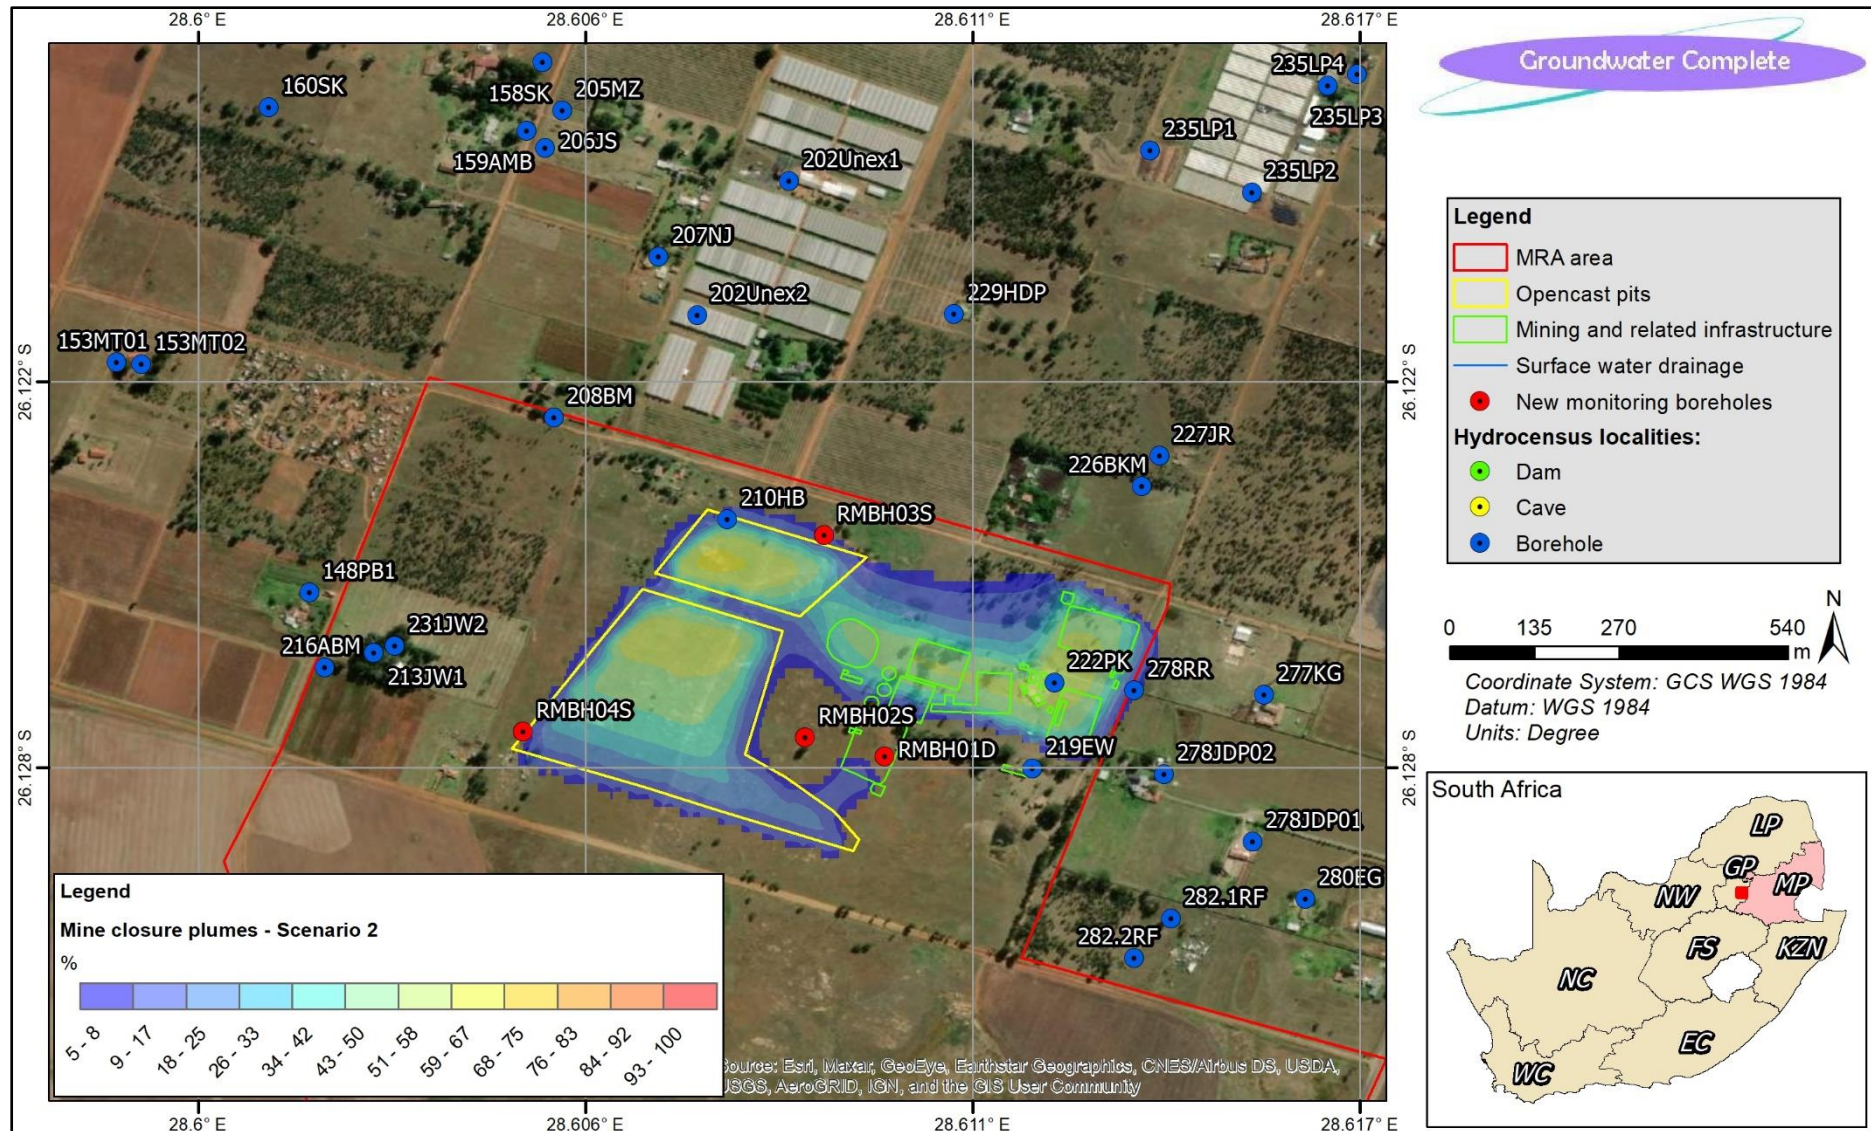 28.6° E
28.606° E
28.611° E
28.617° E
Groundwater Complete
160SK
158SK
205MZ
159AMB
206JS
202Unex1
235LP4
235LP3
235LP1
235LP2
207NJ
202Unex2
229HDP
153MT01
153MT02
26.122° S
26.122° S
208BM
227JR
226BKM
210HB
RMBH03S
148PB1
231JW2
216ABM
213JW1
222PK
278RR
277KG
RMBH04S
RMBH02S
RMBH01D
219EW
278JDP02
26.128° S
26.128° S
278JDP01
280EG
282.1RF
282.2RF
Legend
MRA area
Opencast pits
Mining and related infrastructure
Surface water drainage
New monitoring boreholes
Hydrocensus localities:
Dam
Cave
Borehole
N
0 135 270 540
m
Coordinate System: GCS WGS 1984
Datum: WGS 1984
Units: Degree
South Africa
LP
GP
MP
NW
FS
KZN
NC
EC
WC
Legend
Mine closure plumes - Scenario 2
%
5 - 8
9 - 17
18 - 25
26 - 33
34 - 42
43 - 50
51 - 58
59 - 67
68 - 75
76 - 83
84 - 92
93 - 100
Source: Esri, Maxar, GeoEye, Earthstar Geographics, CNES/Airbus DS, USDA,
USGS, AeroGRID, IGN, and the GIS User Community
28.6° E
28.606° E
28.611° E
28.617° E